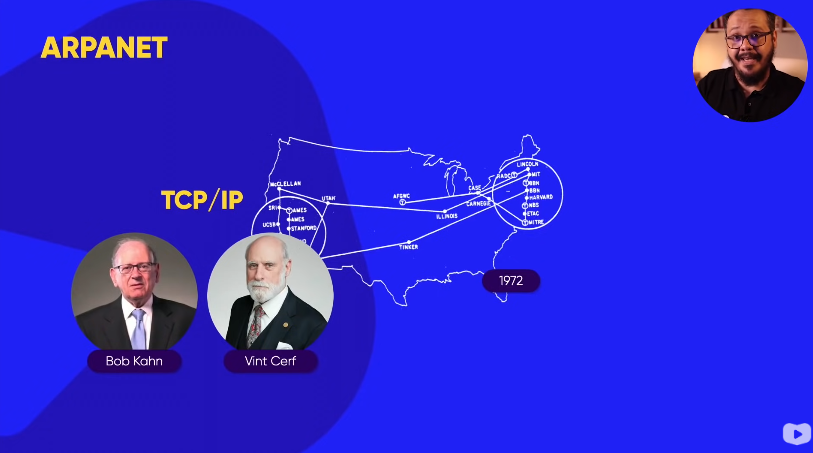 ARPANET
TCP/IP
McCLELLAN
SRI
AMES
AMES
STANFORD
UCSB
UTAH
AFGWC
CASE
ILLINOIS
CARNEGIE
TINKER
LINCOLN
RADC
MIT
BBN
BBN
HARVARD
NBS
ETAC
MITRE
1972
Bob Kahn
Vint Cerf